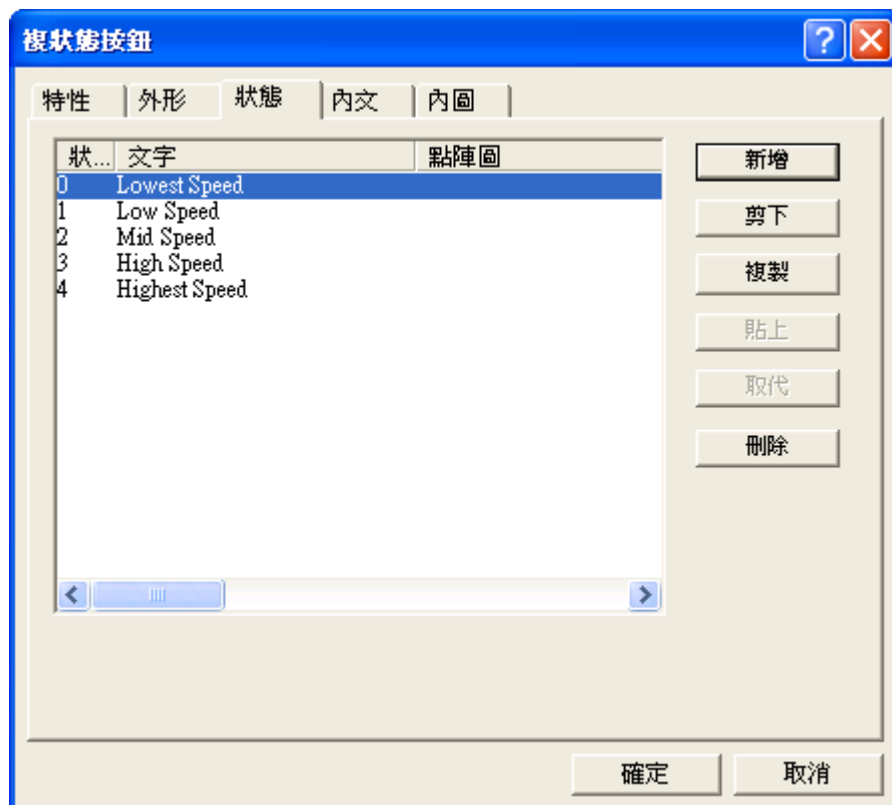 複狀態按鈕
特性 外形 狀態 內文 內圖
狀... 文字 點陣圖
0 Lowest Speed
1 Low Speed
2 Mid Speed
3 High Speed
4 Highest Speed
新增
剪下
複製
貼上
取代
刪除
確定 取消